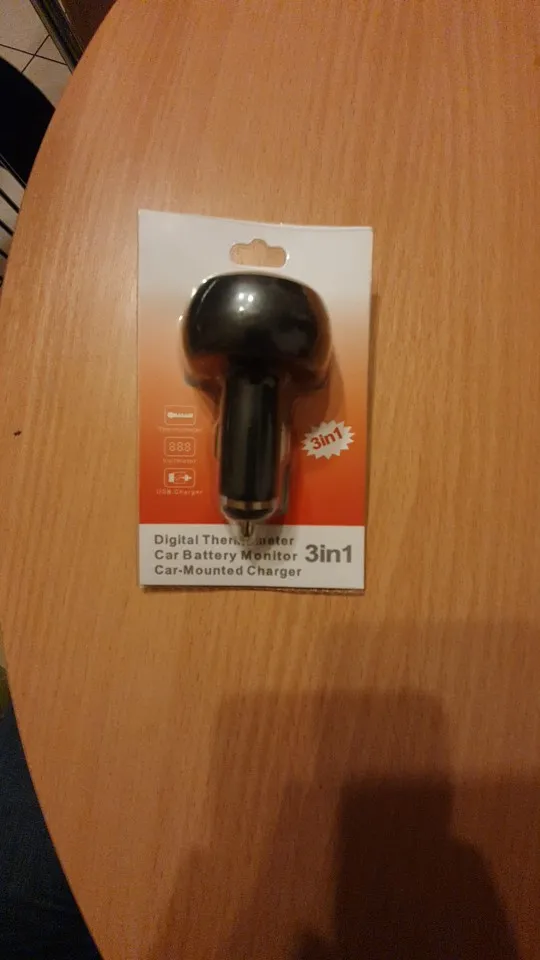 3in1
888
USB Charger
Digital Thermometer
Car Battery Monitor 3in1
Car-Mounted Charger